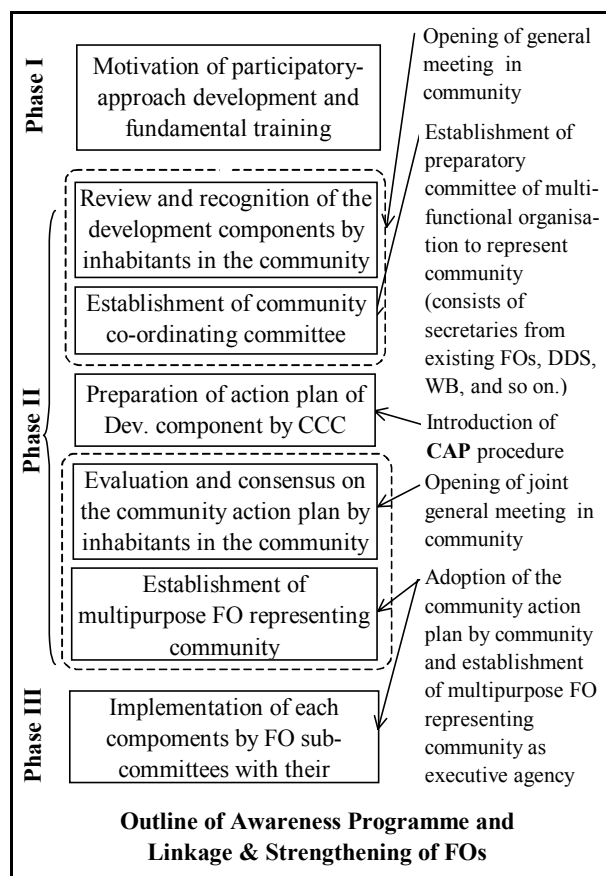 Phase I
Motivation of participatory-
approach development and
fundamental training
Opening of general
meeting in
community
Phase II
Review and recognition of the
development components by
inhabitants in the community
Establishment of community
co-ordinating committee
Establishment of
preparatory
committee of multi-
functional organisa-
tion to represent
community
(consists of
secretaries from
existing FOs, DDS,
WB, and so on.)
Preparation of action plan of
Dev. component by CCC
Introduction of
CAP procedure
Evaluation and consensus on
the community action plan by
inhabitants in the community
Opening of joint
general meeting in
community
Establishment of
multipurpose FO representing
community
Adoption of the
community action
plan by community
and establishment
of multipurpose FO
representing
community as
executive agency
Phase III
Implementation of each
compoments by FO sub-
committees with their
Outline of Awareness Programme and
Linkage & Strengthening of FOs